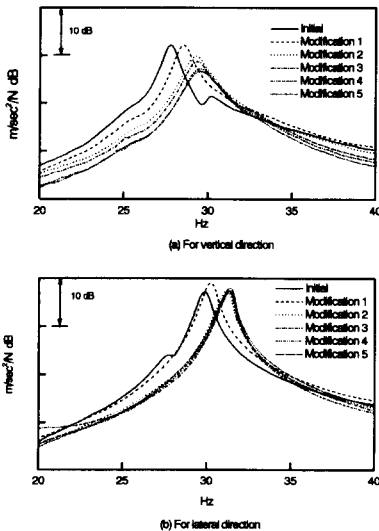 10 dB
Initial
Modification 1
Modification 2
Modification 3
Modification 4
Modification 5
m/sec²/N dB
20 25 30 35 40
Hz
(a) For vertical direction
10 dB
Initial
Modification 1
Modification 2
Modification 3
Modification 4
Modification 5
m/sec²/N dB
20 25 30 35 40
Hz
(b) For lateral direction